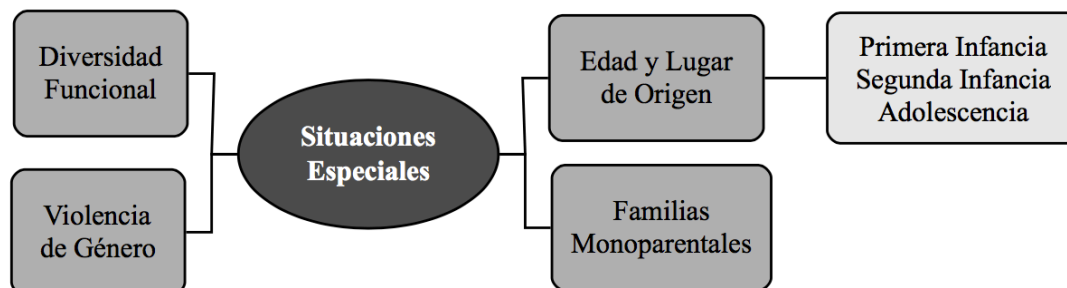 Diversidad
Funcional
Violencia
de Género
Situaciones
Especiales
Edad y Lugar
de Origen
Familias
Monoparentales
Primera Infancia
Segunda Infancia
Adolescencia